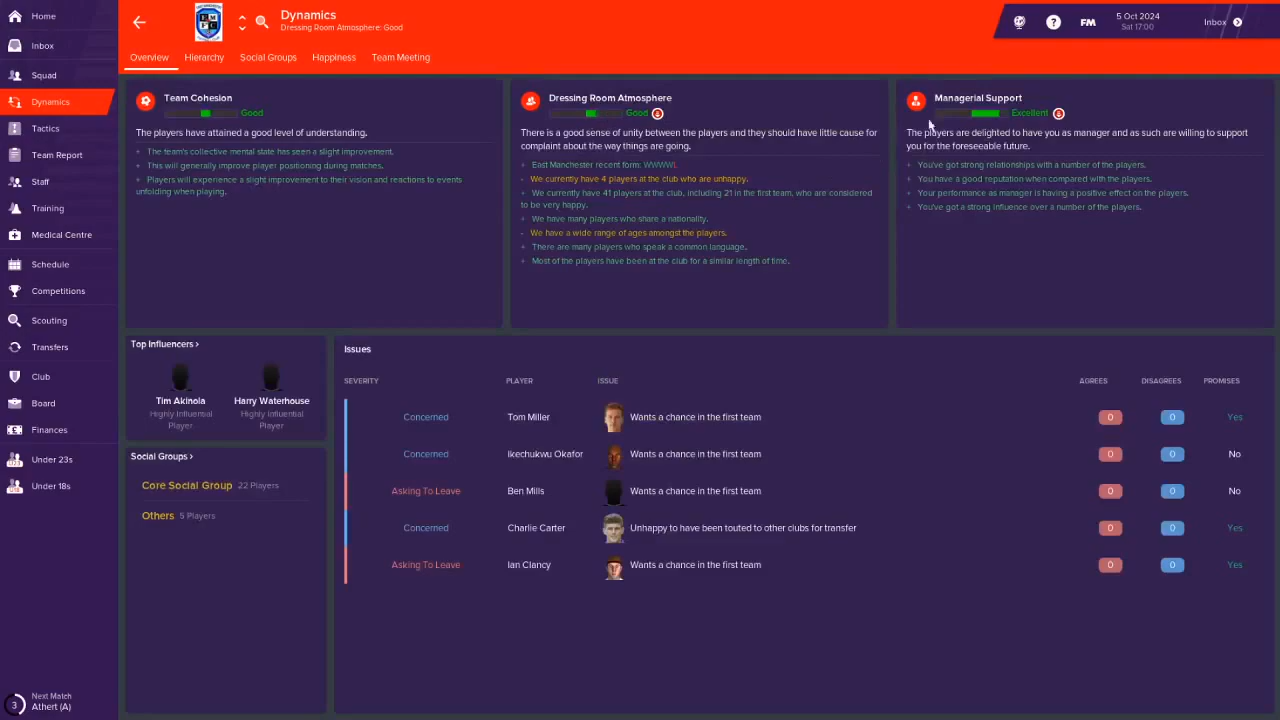 Home
Inbox
Squad
Dynamics
Tactics
Team Report
Staff
Training
Medical Centre
Schedule
Competitions
Scouting
Transfers
Club
Board
Finances
Under 23s
Under 18s
3
Next Match
Athert (A)
Dynamics
Dressing Room Atmosphere: Good
?
FM
5 Oct 2024
Sat 17:00
Inbox
Overview
Hierarchy
Social Groups
Happiness
Team Meeting
Team Cohesion
Good
The players have attained a good level of understanding.
+ The team's collective mental state has seen a slight improvement.
+ This will generally improve player positioning during matches.
+ Players will experience a slight improvement to their vision and reactions to events
unfolding when playing.
Dressing Room Atmosphere
Good
There is a good sense of unity between the players and they should have little cause for
complaint about the way things are going.
+ East Manchester recent form: WWWWL
- We currently have 4 players at the club who are unhappy.
+ We currently have 41 players at the club, including 21 in the first team, who are considered
to be very happy.
+ We have many players who share a nationality.
- We have a wide range of ages amongst the players.
+ There are many players who speak a common language.
+ Most of the players have been at the club for a similar length of time.
Managerial Support
Excellent
The players are delighted to have you as manager and as such are willing to support
you for the foreseeable future.
+ You've got strong relationships with a number of the players.
+ You have a good reputation when compared with the players.
+ Your performance as manager is having a positive effect on the players.
+ You've got a strong influence over a number of the players.
Top Influencers >
Tim Akinola
Highly Influential
Player
Harry Waterhouse
Highly Influential
Player
Social Groups >
Core Social Group 22 Players
Others 5 Players
Issues
SEVERITY PLAYER ISSUE AGREES DISAGREES PROMISES
Concerned Tom Miller Wants a chance in the first team 0 0 Yes
Concerned Ikechukwu Okafor Wants a chance in the first team 0 0 No
Asking To Leave Ben Mills Wants a chance in the first team 0 0 No
Concerned Charlie Carter Unhappy to have been touted to other clubs for transfer 0 0 Yes
Asking To Leave Ian Clancy Wants a chance in the first team 0 0 Yes